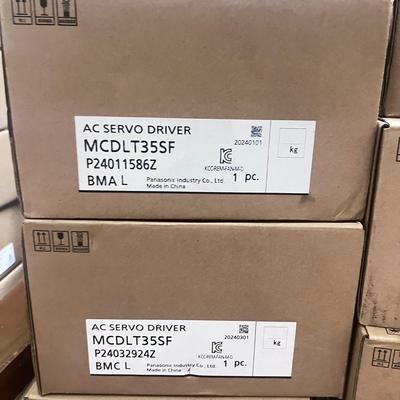 AC SERVO DRIVER
MCDLT35SF
20240101
P24011586Z
KCC-REM-PAN-MAD
kg
BMA L
Panasonic Industry Co., Ltd.
Made in China
1 pc.
AC SERVO DRIVER
MCDLT35SF
20240301
P24032924Z
KCC-REM-PAN-MAD
kg
BMC L
Panasonic Industry Co., Ltd.
Made in China
1 pc.